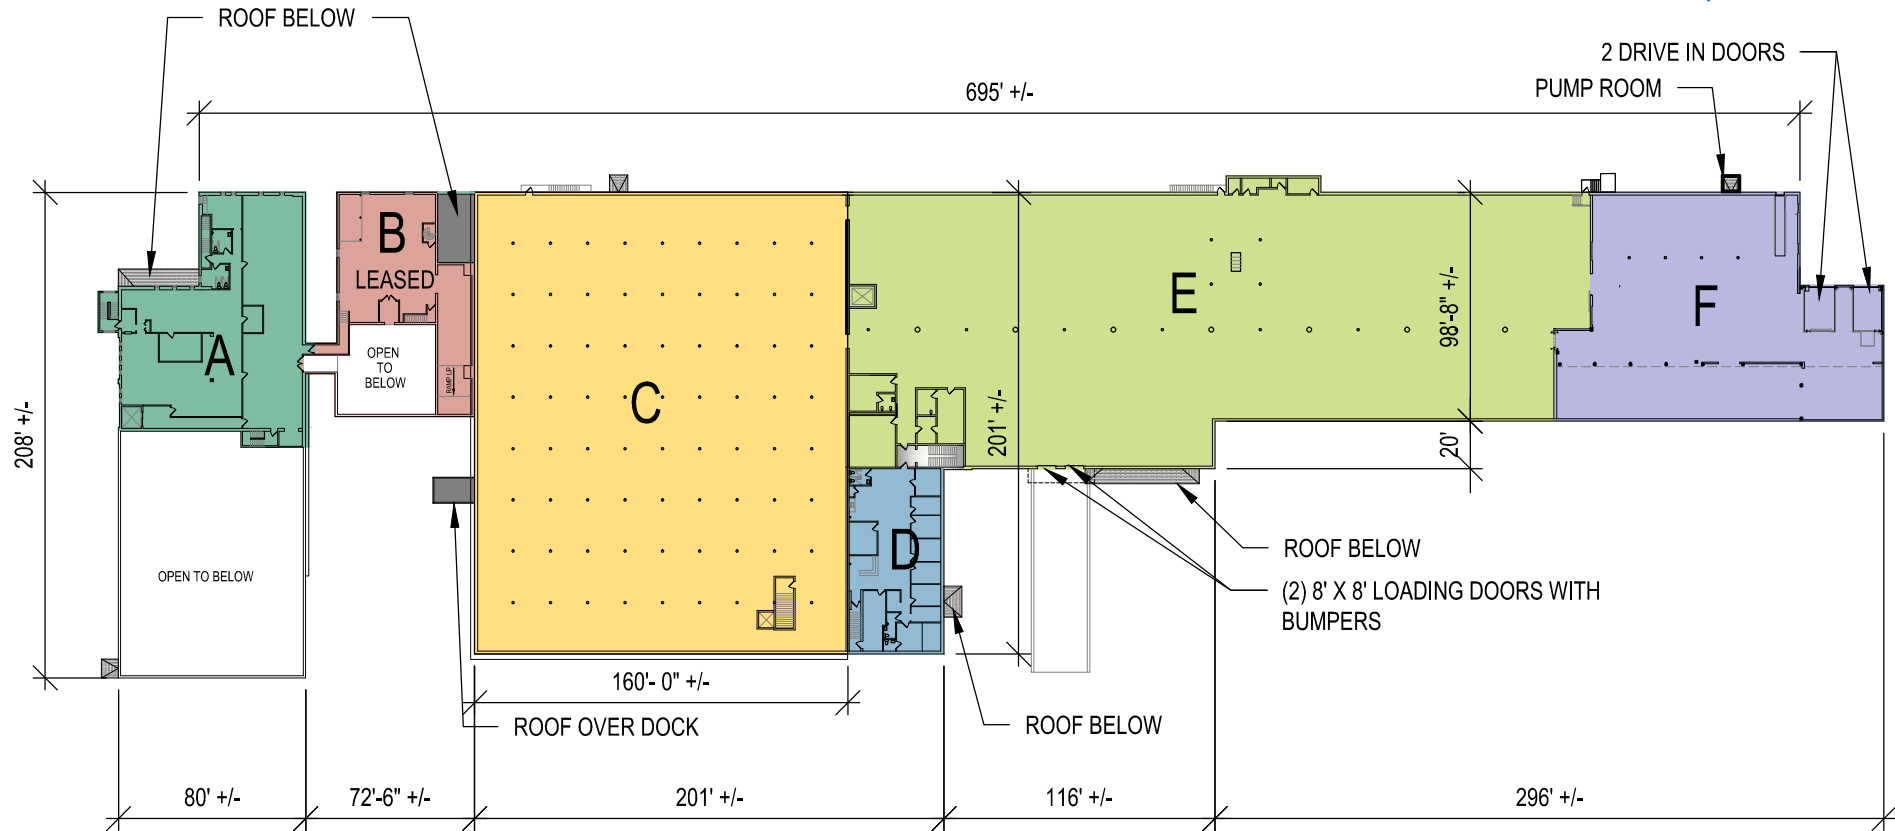 ROOF BELOW
2 DRIVE IN DOORS
695' +/-
PUMP ROOM
B
LEASED
E
F
98'-8" +/-
A
OPEN
TO
BELOW
RAMP UP
C
201' +/-
208' +/-
20'
D
ROOF BELOW
OPEN TO BELOW
(2) 8' X 8' LOADING DOORS WITH
BUMPERS
160'- 0" +/-
ROOF OVER DOCK
ROOF BELOW
80' +/-
72'-6" +/-
201' +/-
116' +/-
296' +/-